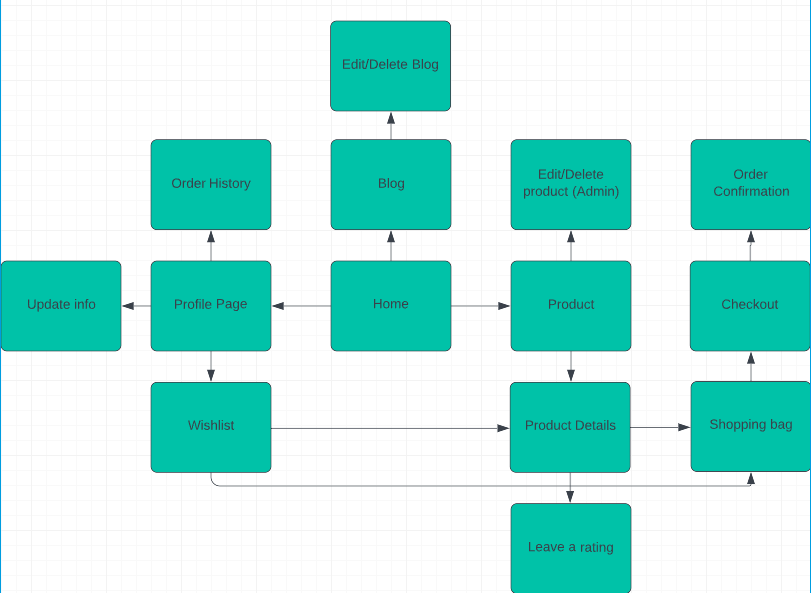 Edit/Delete Blog
Order History
Blog
Edit/Delete
product (Admin)
Order
Confirmation
Update info
Profile Page
Home
Product
Checkout
Wishlist
Product Details
Shopping bag
Leave a rating